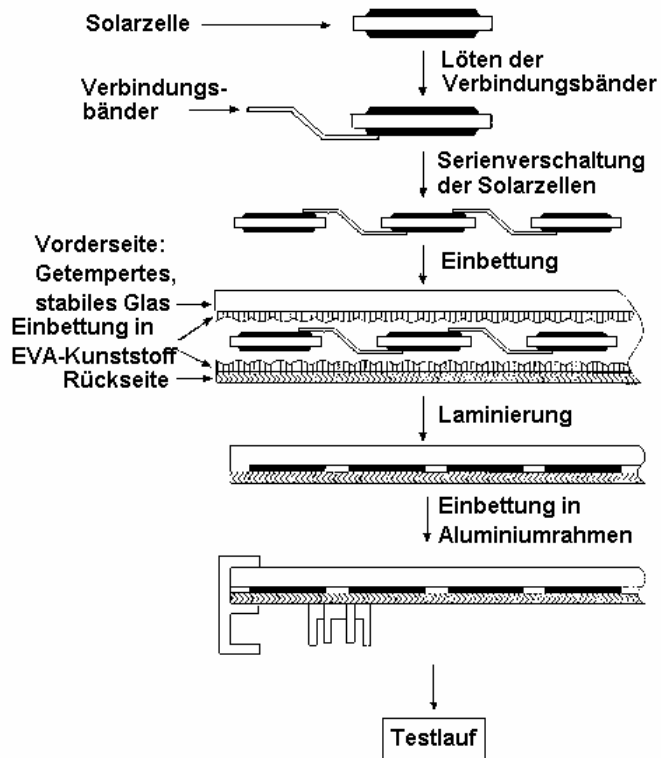 Solarzelle
Löten der
Verbindungsbänder
Verbindungs-
bänder
Serienverschaltung
der Solarzellen
Vorderseite:
Getempertes,
stabiles Glas
Einbettung
Einbettung in
EVA-Kunststoff
Rückseite
Laminierung
Einbettung in
Aluminiumrahmen
Testlauf